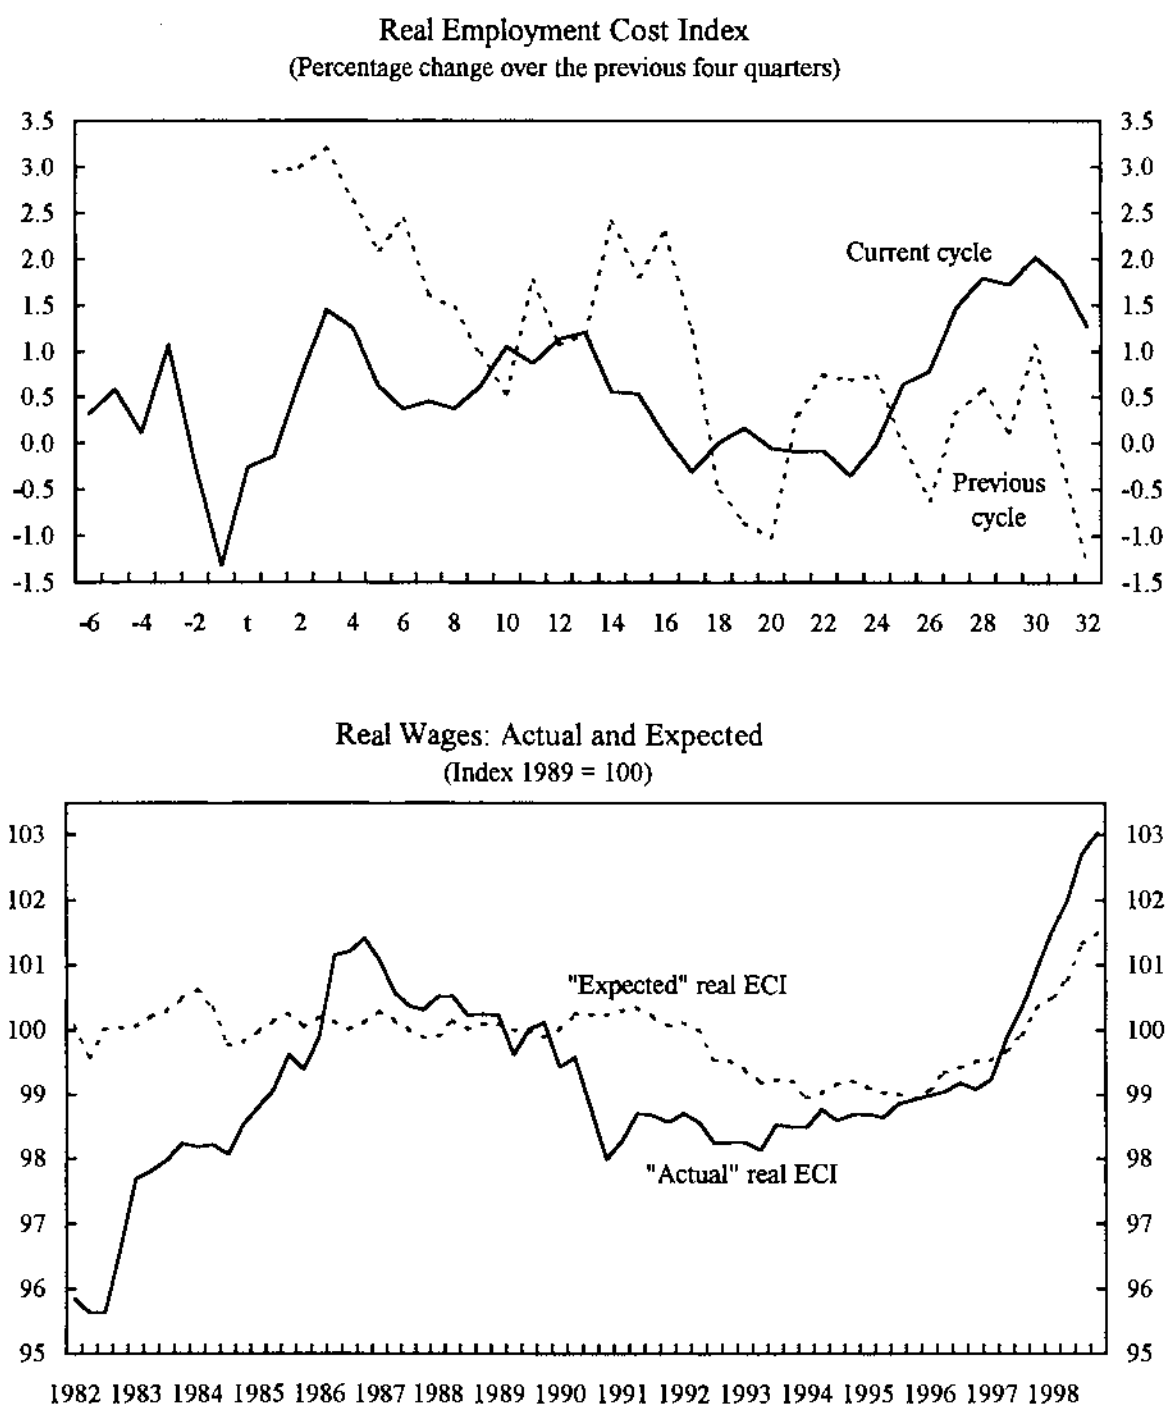 Real Employment Cost Index
(Percentage change over the previous four quarters)
3.5 3.5
3.0 3.0
2.5 2.5
2.0 Current cycle 2.0
1.5 1.5
1.0 1.0
0.5 0.5
0.0 0.0
-0.5 Previous -0.5
cycle
-1.0 -1.0
-1.5 -1.5
-6 -4 -2 t 2 4 6 8 10 12 14 16 18 20 22 24 26 28 30 32
Real Wages: Actual and Expected
(Index 1989 = 100)
103 103
102 102
101 101
"Expected" real ECI
100 100
99 99
98 98
"Actual" real ECI
97 97
96 96
95 95
1982 1983 1984 1985 1986 1987 1988 1989 1990 1991 1992 1993 1994 1995 1996 1997 1998